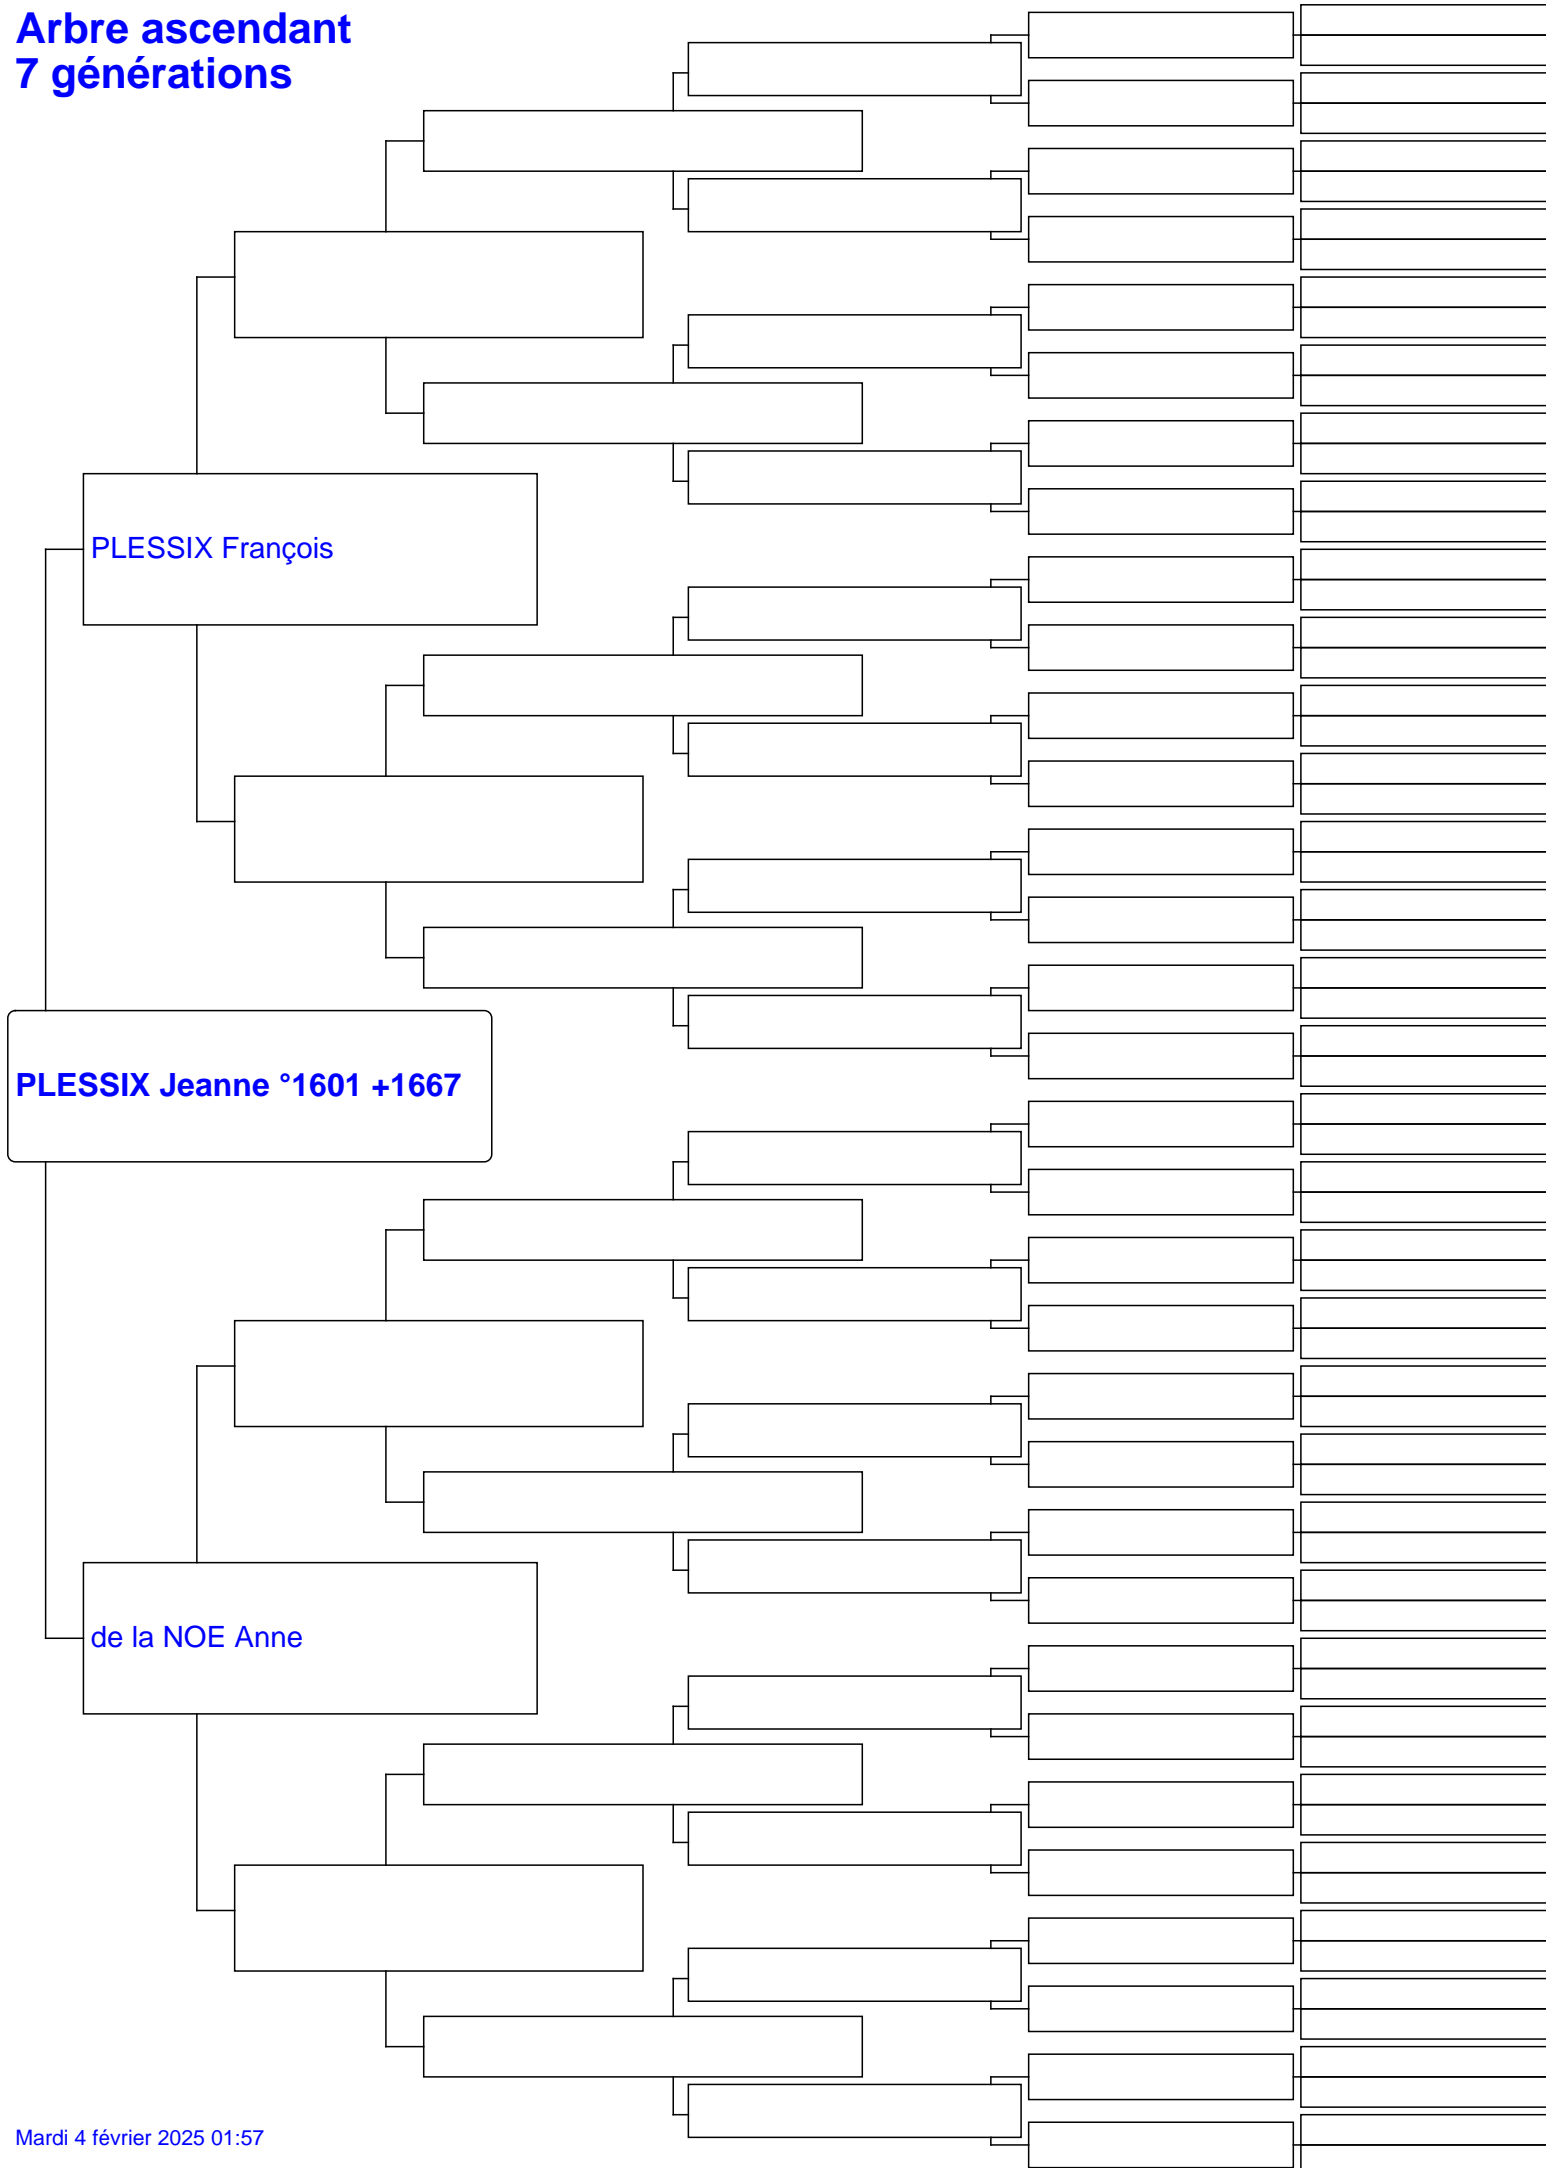 Arbre ascendant
7 générations
PLESSIX François
PLESSIX Jeanne °1601 +1667
de la NOE Anne
Mardi 4 février 2025 01:57